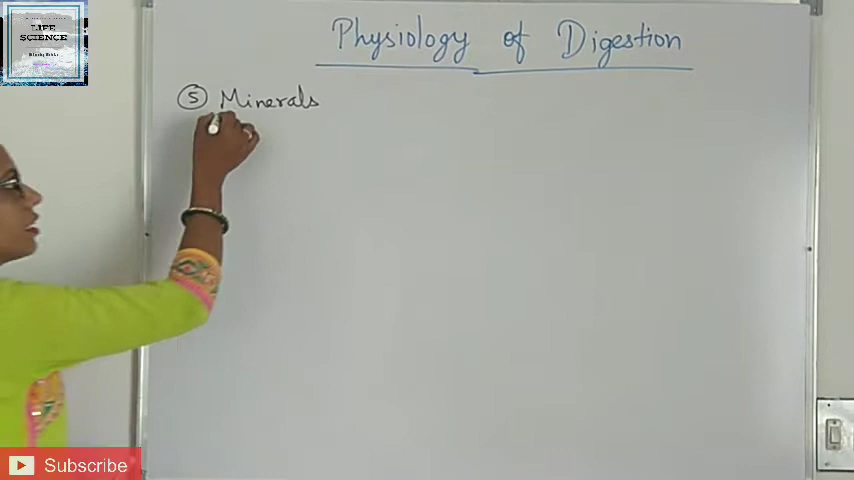 LIFE
SCIENCE
Physiology of Digestion
⑤ Minerals
Subscribe